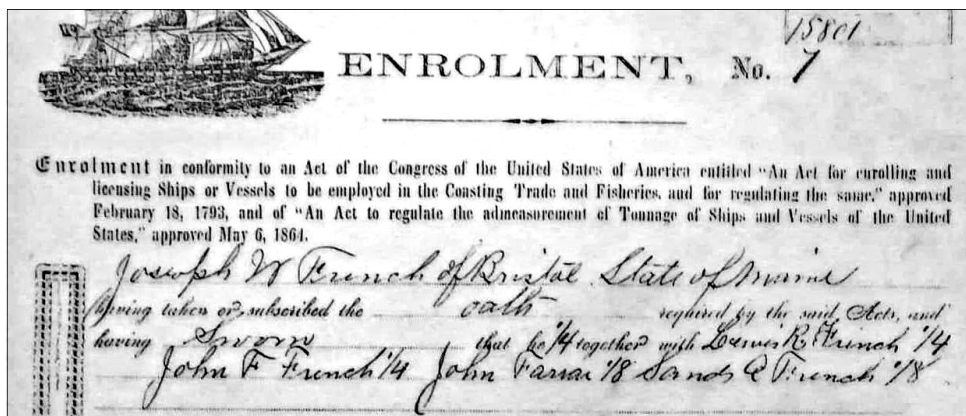 15801
ENROLMENT, No. 7
Enrolment in conformity to an Act of the Congress of the United States of America entitled "An Act for enrolling and
licensing Ships or Vessels to be employed in the Coasting Trade and Fisheries, and for regulating the same," approved
February 18, 1793, and of "An Act to regulate the admeasurement of Tonnage of Ships and Vessels of the United
States," approved May 6, 1864.
Joseph W French of Bristol State of Maine
having taken or subscribed the oath required by the said Acts, and
having Sworn that he 1/4 together with Lewis R. French 1/4
John F French 1/4 John Farrar 1/8 Sands A French 1/8